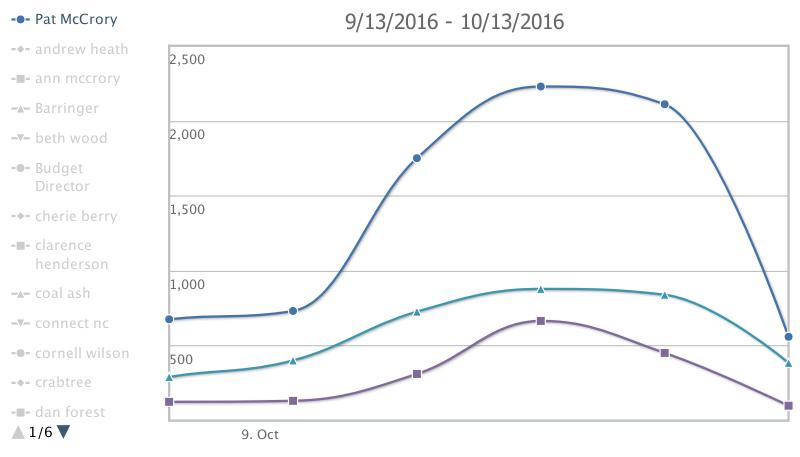 Pat McCrory
andrew heath
ann mccrory
Barringer
beth wood
Budget
Director
cherie berry
clarence
henderson
coal ash
connect nc
cornell wilson
crabtree
dan forest
1/6
9/13/2016 - 10/13/2016
2,500
2,000
1,500
1,000
500
9. Oct